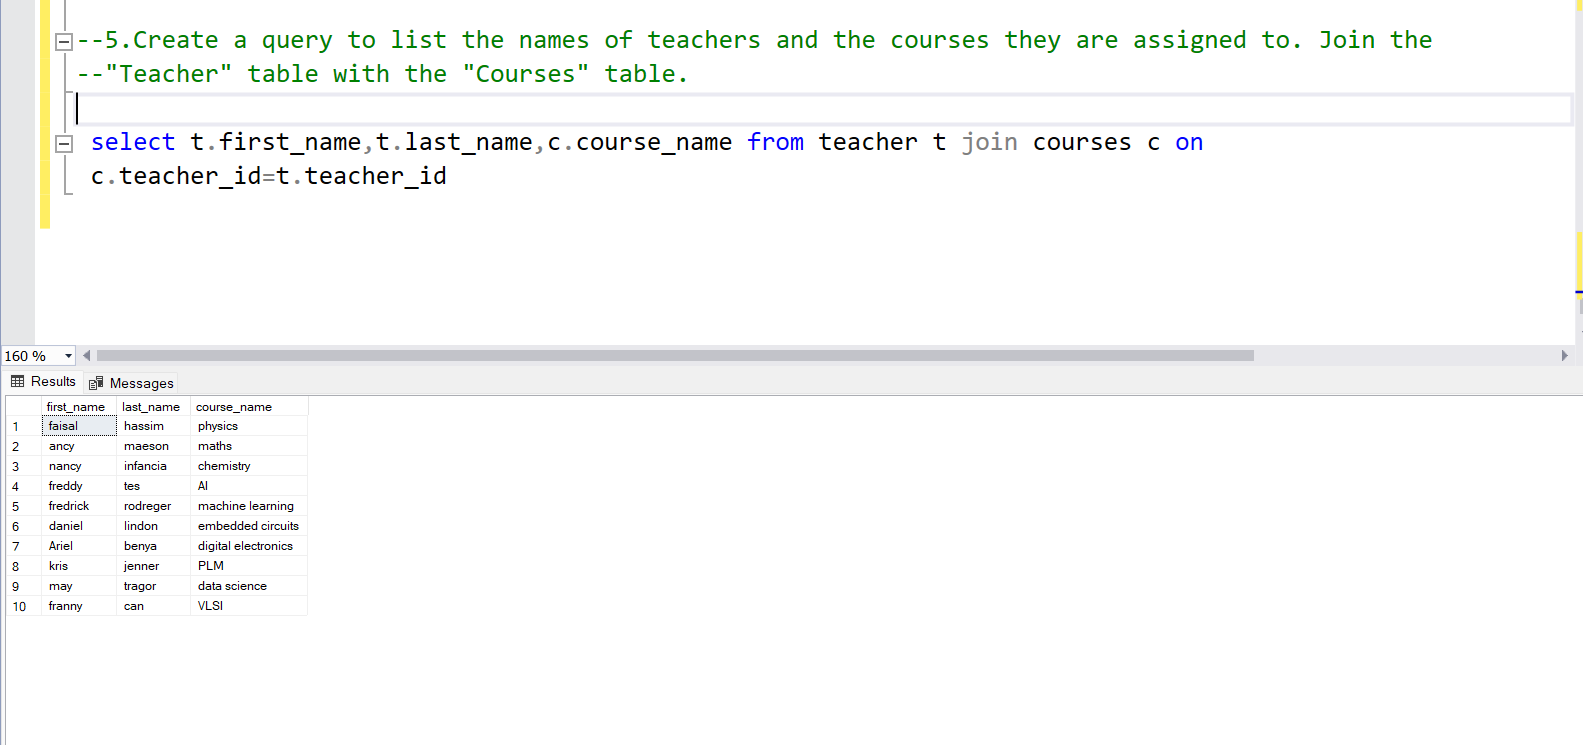 --5.Create a query to list the names of teachers and the courses they are assigned to. Join the
--"Teacher" table with the "Courses" table.
select t.first_name,t.last_name,c.course_name from teacher t join courses c on
c.teacher_id=t.teacher_id
160 %
Results Messages
first_name last_name course_name
1 faisal hassim physics
2 ancy maeson maths
3 nancy infancia chemistry
4 freddy tes AI
5 fredrick rodreger machine learning
6 daniel lindon embedded circuits
7 Ariel benya digital electronics
8 kris jenner PLM
9 may tragor data science
10 franny can VLSI